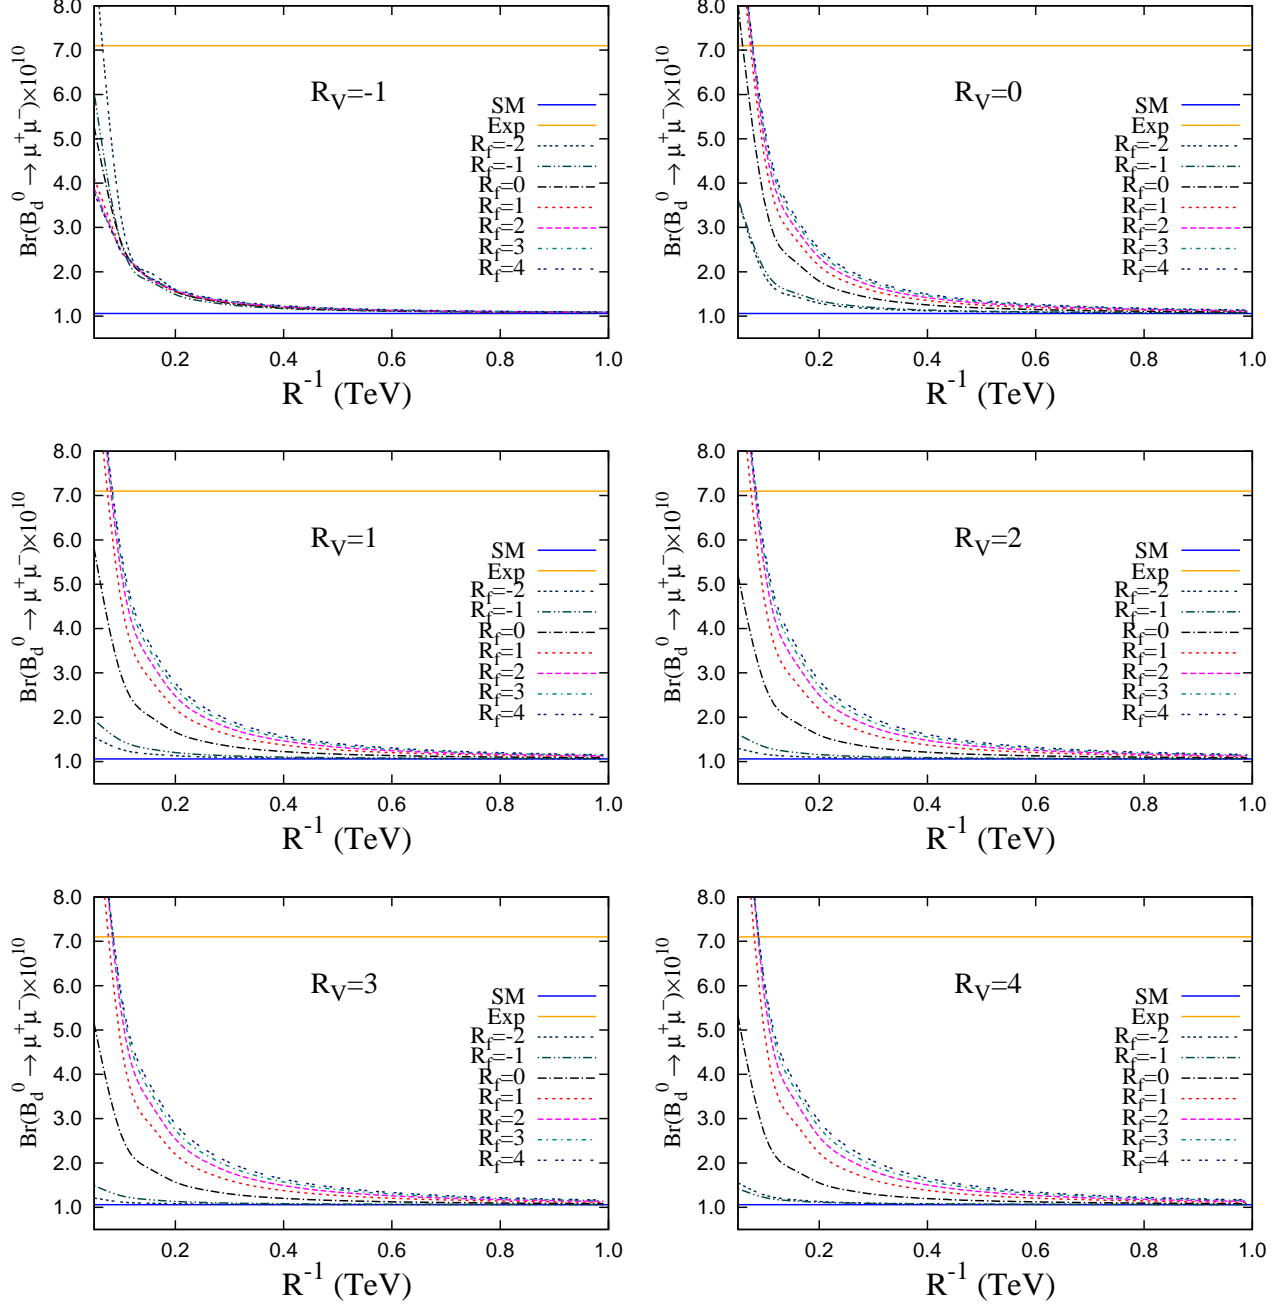 8.0
7.0
6.0
5.0
4.0
3.0
2.0
1.0
Br(B_d^0 → μ^+μ^-)×10^10
R_V=-1
SM
Exp
R_f=-2
R_f=-1
R_f=0
R_f=1
R_f=2
R_f=3
R_f=4
0.2 0.4 0.6 0.8 1.0
R^-1 (TeV)
8.0
7.0
6.0
5.0
4.0
3.0
2.0
1.0
Br(B_d^0 → μ^+μ^-)×10^10
R_V=0
SM
Exp
R_f=-2
R_f=-1
R_f=0
R_f=1
R_f=2
R_f=3
R_f=4
0.2 0.4 0.6 0.8 1.0
R^-1 (TeV)
8.0
7.0
6.0
5.0
4.0
3.0
2.0
1.0
Br(B_d^0 → μ^+μ^-)×10^10
R_V=1
SM
Exp
R_f=-2
R_f=-1
R_f=0
R_f=1
R_f=2
R_f=3
R_f=4
0.2 0.4 0.6 0.8 1.0
R^-1 (TeV)
8.0
7.0
6.0
5.0
4.0
3.0
2.0
1.0
Br(B_d^0 → μ^+μ^-)×10^10
R_V=2
SM
Exp
R_f=-2
R_f=-1
R_f=0
R_f=1
R_f=2
R_f=3
R_f=4
0.2 0.4 0.6 0.8 1.0
R^-1 (TeV)
8.0
7.0
6.0
5.0
4.0
3.0
2.0
1.0
Br(B_d^0 → μ^+μ^-)×10^10
R_V=3
SM
Exp
R_f=-2
R_f=-1
R_f=0
R_f=1
R_f=2
R_f=3
R_f=4
0.2 0.4 0.6 0.8 1.0
R^-1 (TeV)
8.0
7.0
6.0
5.0
4.0
3.0
2.0
1.0
Br(B_d^0 → μ^+μ^-)×10^10
R_V=4
SM
Exp
R_f=-2
R_f=-1
R_f=0
R_f=1
R_f=2
R_f=3
R_f=4
0.2 0.4 0.6 0.8 1.0
R^-1 (TeV)